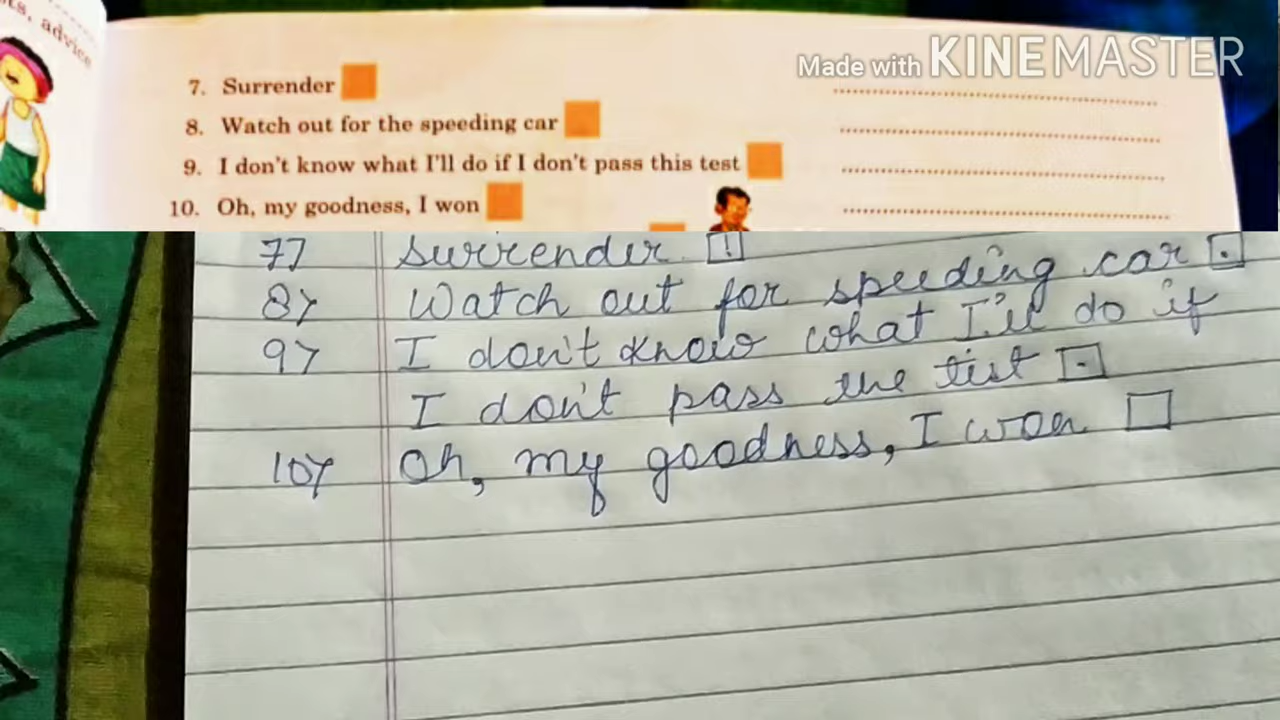 ts, advice
Made with KINEMASTER
7. Surrender
8. Watch out for the speeding car
9. I don't know what I'll do if I don't pass this test
10. Oh, my goodness, I won
7) Surrender. !
8) Watch out for speeding car .
9) I don't know what I'll do if
I don't pass the test .
10) Oh, my goodness, I won